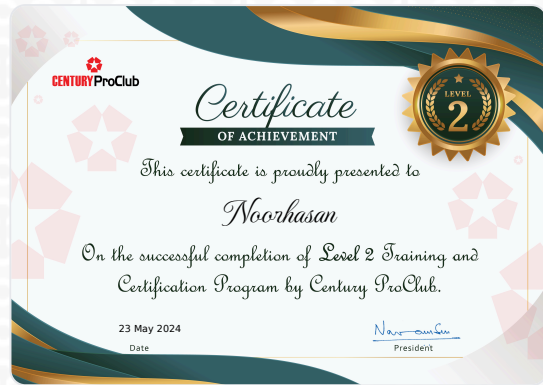 CENTURY ProClub
Certificate
OF ACHIEVEMENT
LEVEL
2
This certificate is proudly presented to
Noorhasan
On the successful completion of Level 2 Training and
Certification Program by Century ProClub.
23 May 2024
Date
President